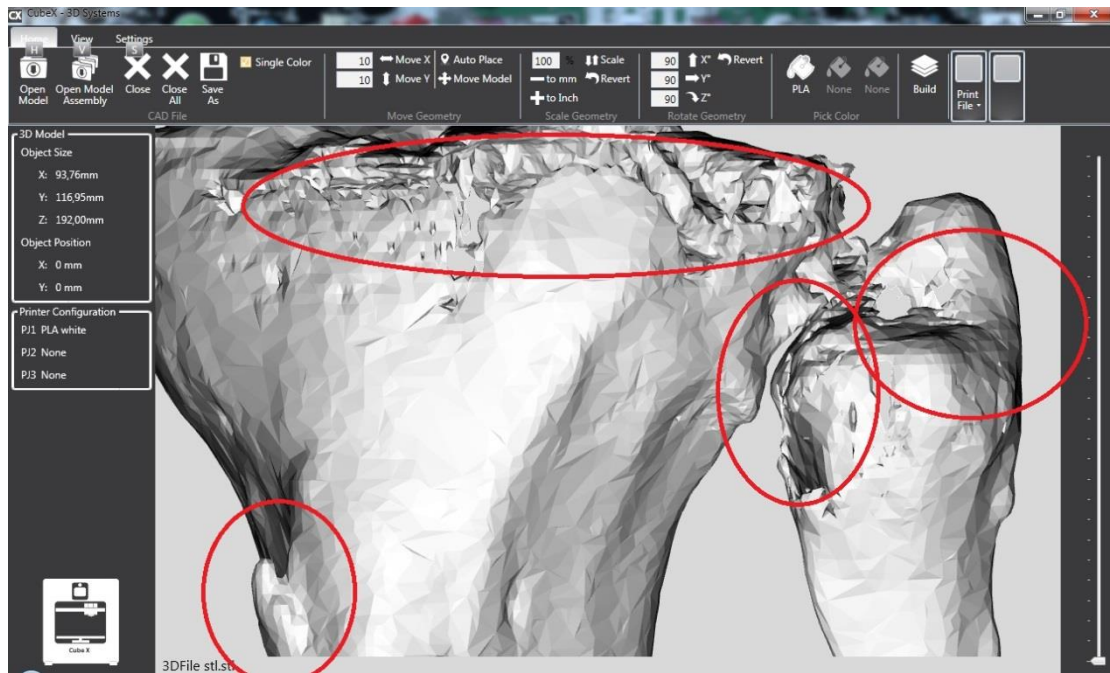 CubeX - 3D Systems
Home View Settings
H V S
Open Model
Open Model Assembly
Close
Close All
Save As
Single Color
CAD File
10 Move X
10 Move Y
Auto Place
Move Model
Move Geometry
100 % Scale
to mm Revert
to Inch
Scale Geometry
90 X° Revert
90 Y°
90 Z°
Rotate Geometry
PLA None None
Pick Color
Build
Print File
3D Model
Object Size
X: 93,76mm
Y: 116,95mm
Z: 192,00mm
Object Position
X: 0 mm
Y: 0 mm
Printer Configuration
PJ1 PLA white
PJ2 None
PJ3 None
Cube X
3DFile stl.stl